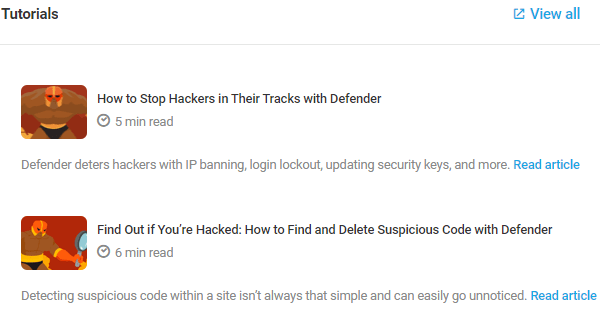 Tutorials
View all
How to Stop Hackers in Their Tracks with Defender
5 min read
Defender deters hackers with IP banning, login lockout, updating security keys, and more. Read article
Find Out if You’re Hacked: How to Find and Delete Suspicious Code with Defender
6 min read
Detecting suspicious code within a site isn’t always that simple and can easily go unnoticed. Read article